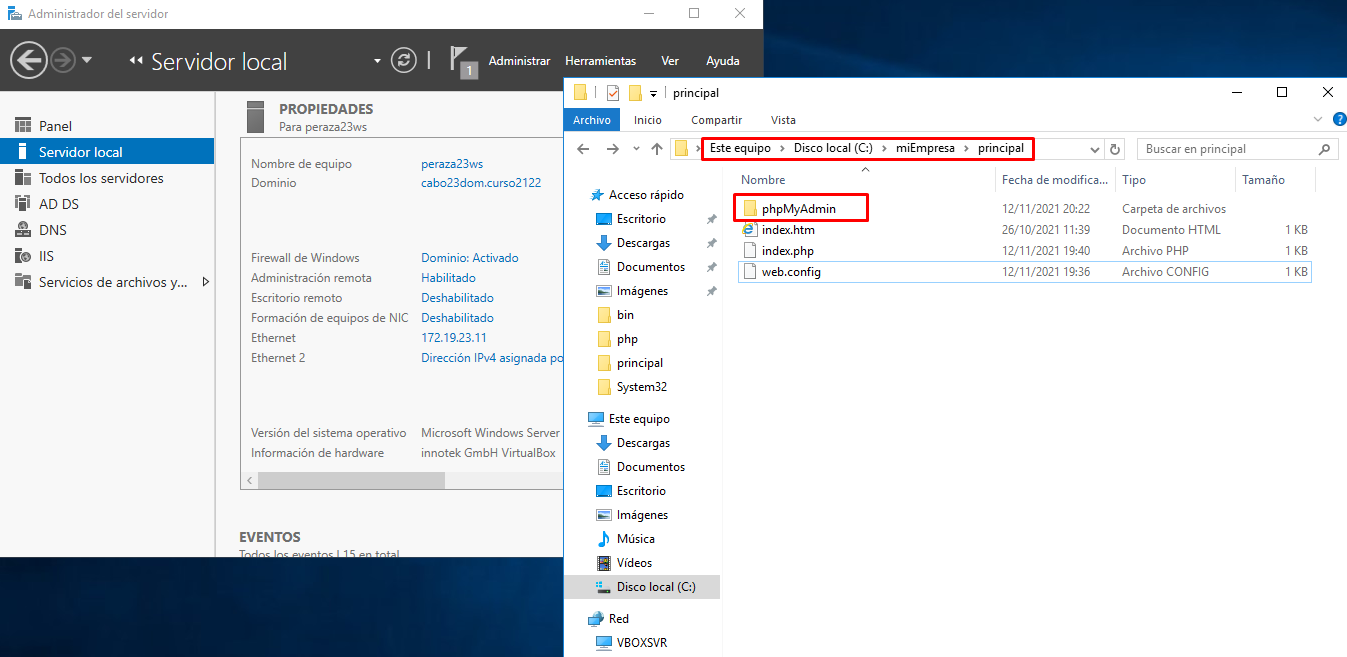 Administrador del servidor
Servidor local
1
Administrar Herramientas Ver Ayuda
Panel
Servidor local
Todos los servidores
AD DS
DNS
IIS
Servicios de archivos y...
PROPIEDADES
Para peraza23ws
Nombre de equipo peraza23ws
Dominio cabo23dom.curso2122
Firewall de Windows Dominio: Activado
Administración remota Habilitado
Escritorio remoto Deshabilitado
Formación de equipos de NIC Deshabilitado
Ethernet 172.19.23.11
Ethernet 2 Dirección IPv4 asignada po
Versión del sistema operativo Microsoft Windows Server
Información de hardware innotek GmbH VirtualBox
EVENTOS
Todos los eventos | 15 en total
principal
Archivo Inicio Compartir Vista
Este equipo Disco local (C:) miEmpresa principal
Buscar en principal
Acceso rápido
Escritorio
Descargas
Documentos
Imágenes
bin
php
principal
System32
Este equipo
Descargas
Documentos
Escritorio
Imágenes
Música
Vídeos
Disco local (C:)
Red
VBOXSVR
Nombre Fecha de modifica... Tipo Tamaño
phpMyAdmin 12/11/2021 20:22 Carpeta de archivos
index.htm 26/10/2021 11:39 Documento HTML 1 KB
index.php 12/11/2021 19:40 Archivo PHP 1 KB
web.config 12/11/2021 19:36 Archivo CONFIG 1 KB